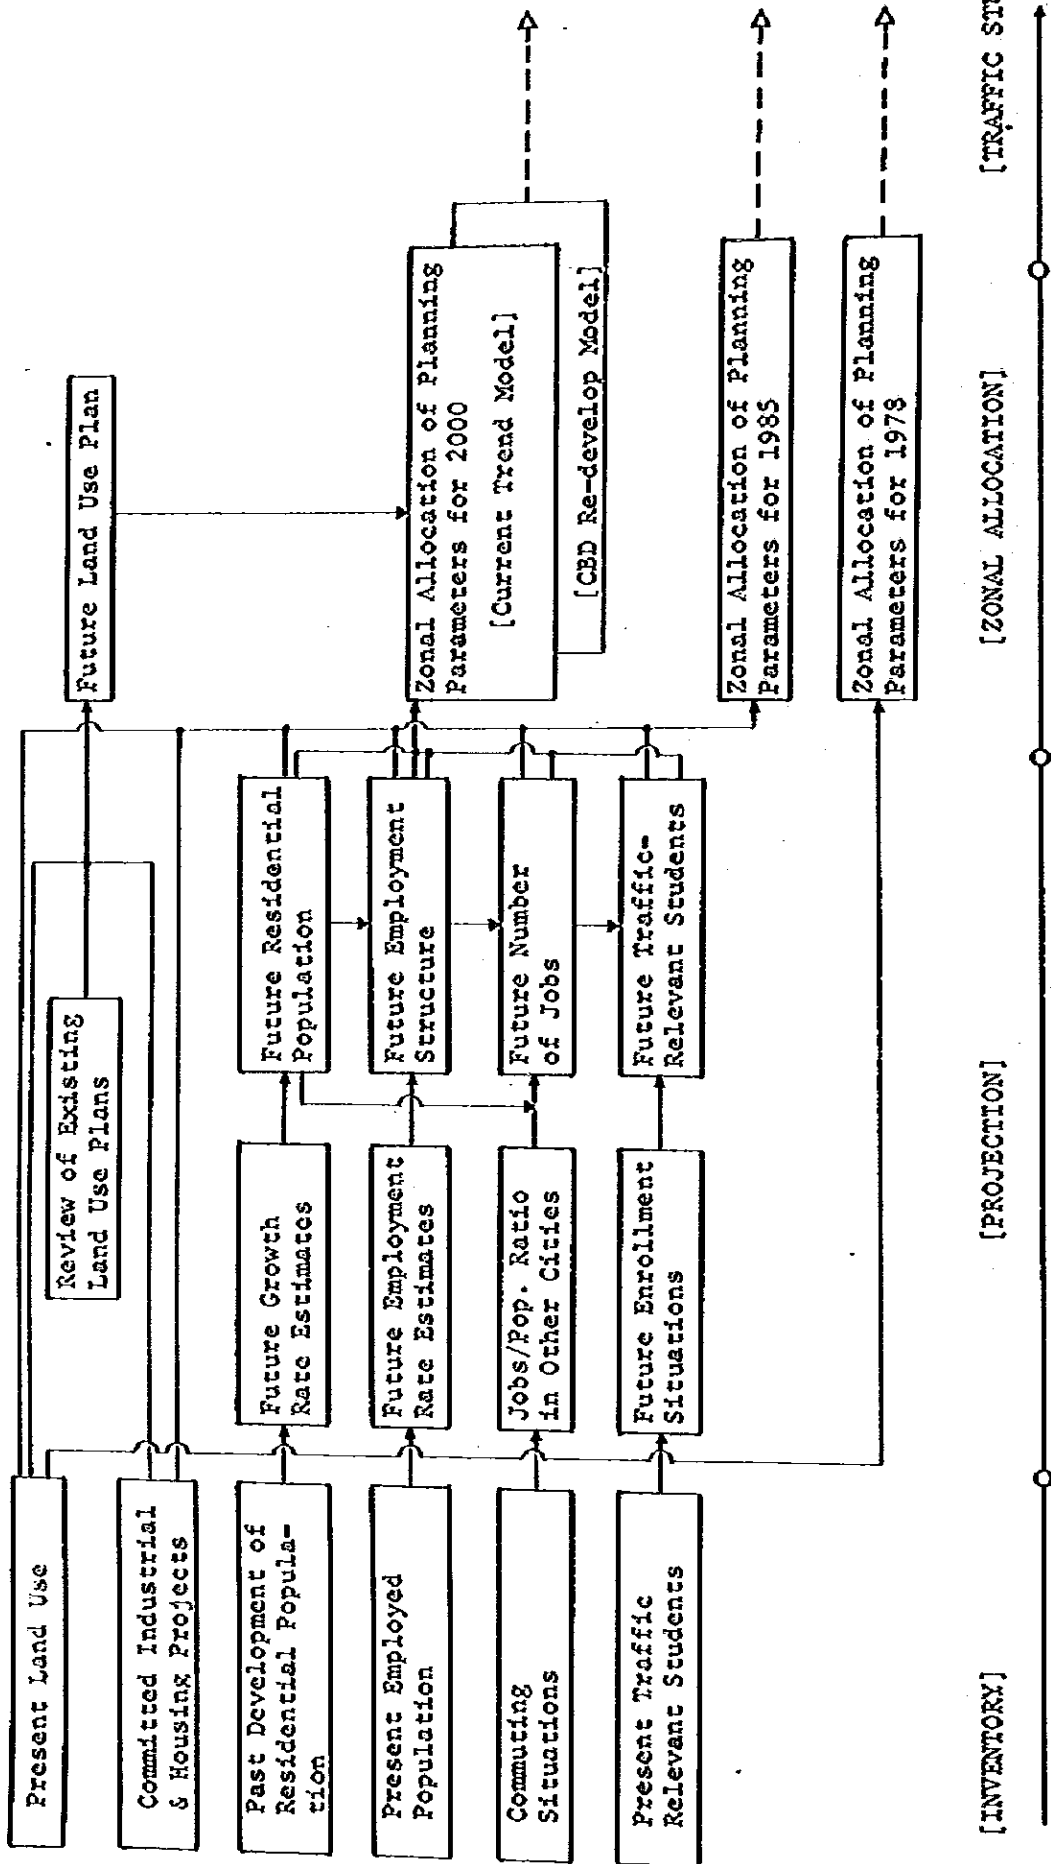 Present Land Use
Committed Industrial
& Housing Projects
Past Development of
Residential Popula-
tion
Present Employed
Population
Commuting
Situations
Present Traffic
Relevant Students
[INVENTORY]
Review of Existing
Land Use Plans
Future Growth
Rate Estimates
Future Employment
Rate Estimates
Jobs/Pop. Ratio
in Other Cities
Future Enrollment
Situations
Future Residential
Population
Future Employment
Structure
Future Number
of Jobs
Future Traffic-
Relevant Students
[PROJECTION]
Future Land Use Plan
Zonal Allocation of Planning
Parameters for 2000
[Current Trend Model]
[CBD Re-develop Model]
Zonal Allocation of Planning
Parameters for 1985
Zonal Allocation of Planning
Parameters for 1978
[ZONAL ALLOCATION]
[TRAFFIC